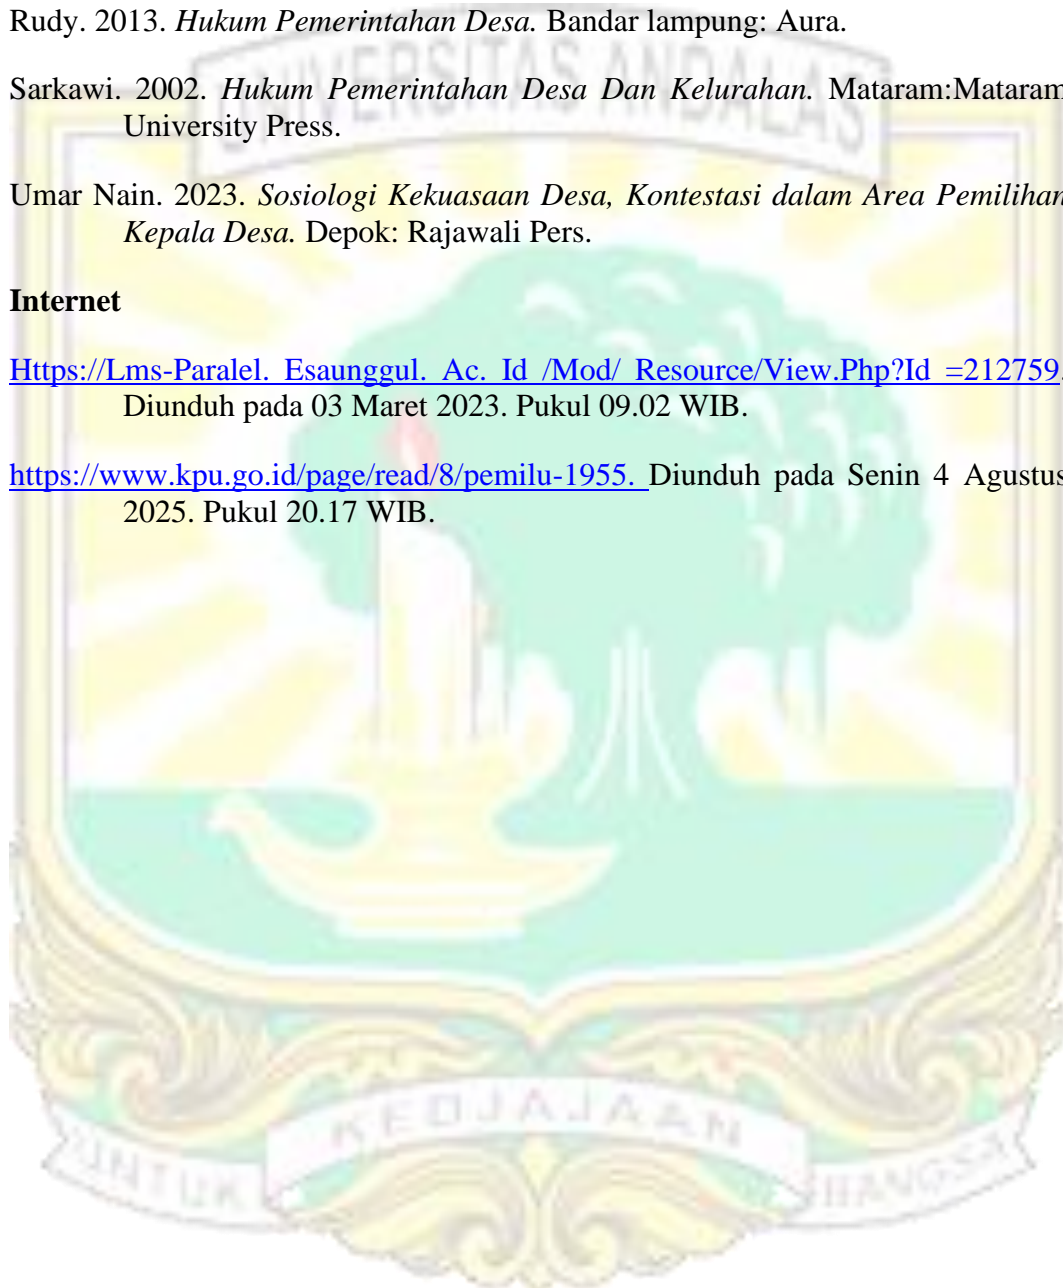 Rudy. 2013. Hukum Pemerintahan Desa. Bandar lampung: Aura.
Sarkawi. 2002. Hukum Pemerintahan Desa Dan Kelurahan. Mataram:Mataram
University Press.
Umar Nain. 2023. Sosiologi Kekuasaan Desa, Kontestasi dalam Area Pemilihan
Kepala Desa. Depok: Rajawali Pers.
Internet
Https://Lms-Paralel. Esaunggul. Ac. Id /Mod/ Resource/View.Php?Id =212759.
Diunduh pada 03 Maret 2023. Pukul 09.02 WIB.
https://www.kpu.go.id/page/read/8/pemilu-1955. Diunduh pada Senin 4 Agustus
2025. Pukul 20.17 WIB.
UNIVERSITAS ANDALAS
UNTUK KEDJAJAAN BANGSA